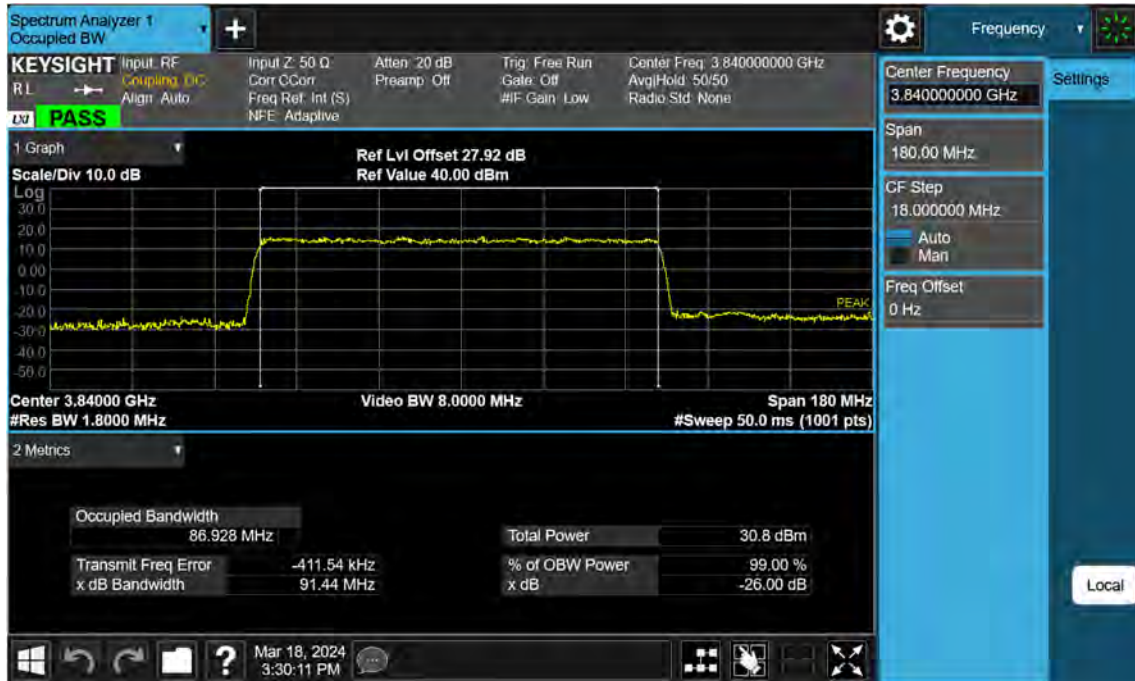 Spectrum Analyzer 1
Occupied BW
Frequency
KEYSIGHT
Input: RF
Coupling: DC
Align: Auto
Input Z: 50 Ω
Corr CCorr
Freq Ref: Int (S)
NFE: Adaptive
Atten: 20 dB
Preamp: Off
Trig: Free Run
Gate: Off
#IF Gain: Low
Center Freq: 3.840000000 GHz
Avg|Hold: 50/50
Radio Std: None
R L
LXI
PASS
Center Frequency
3.840000000 GHz
Settings
Span
180.00 MHz
CF Step
18.000000 MHz
Auto
Man
Freq Offset
0 Hz
1 Graph
Scale/Div 10.0 dB
Ref Lvl Offset 27.92 dB
Ref Value 40.00 dBm
Log
30.0
20.0
10.0
0.00
-10.0
-20.0
-30.0
-40.0
-50.0
PEAK
Center 3.84000 GHz
#Res BW 1.8000 MHz
Video BW 8.0000 MHz
Span 180 MHz
#Sweep 50.0 ms (1001 pts)
2 Metrics
Occupied Bandwidth
86.928 MHz
Total Power 30.8 dBm
Transmit Freq Error -411.54 kHz
% of OBW Power 99.00 %
x dB Bandwidth 91.44 MHz
x dB -26.00 dB
Local
?
Mar 18, 2024
3:30:11 PM